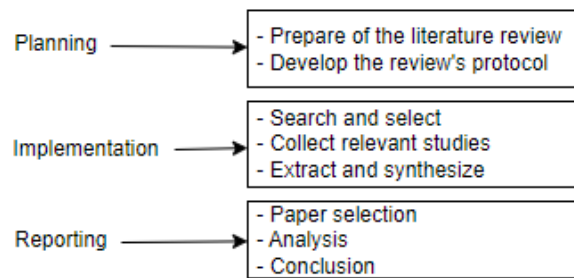 Planning
- Prepare of the literature review
- Develop the review's protocol
Implementation
- Search and select
- Collect relevant studies
- Extract and synthesize
Reporting
- Paper selection
- Analysis
- Conclusion